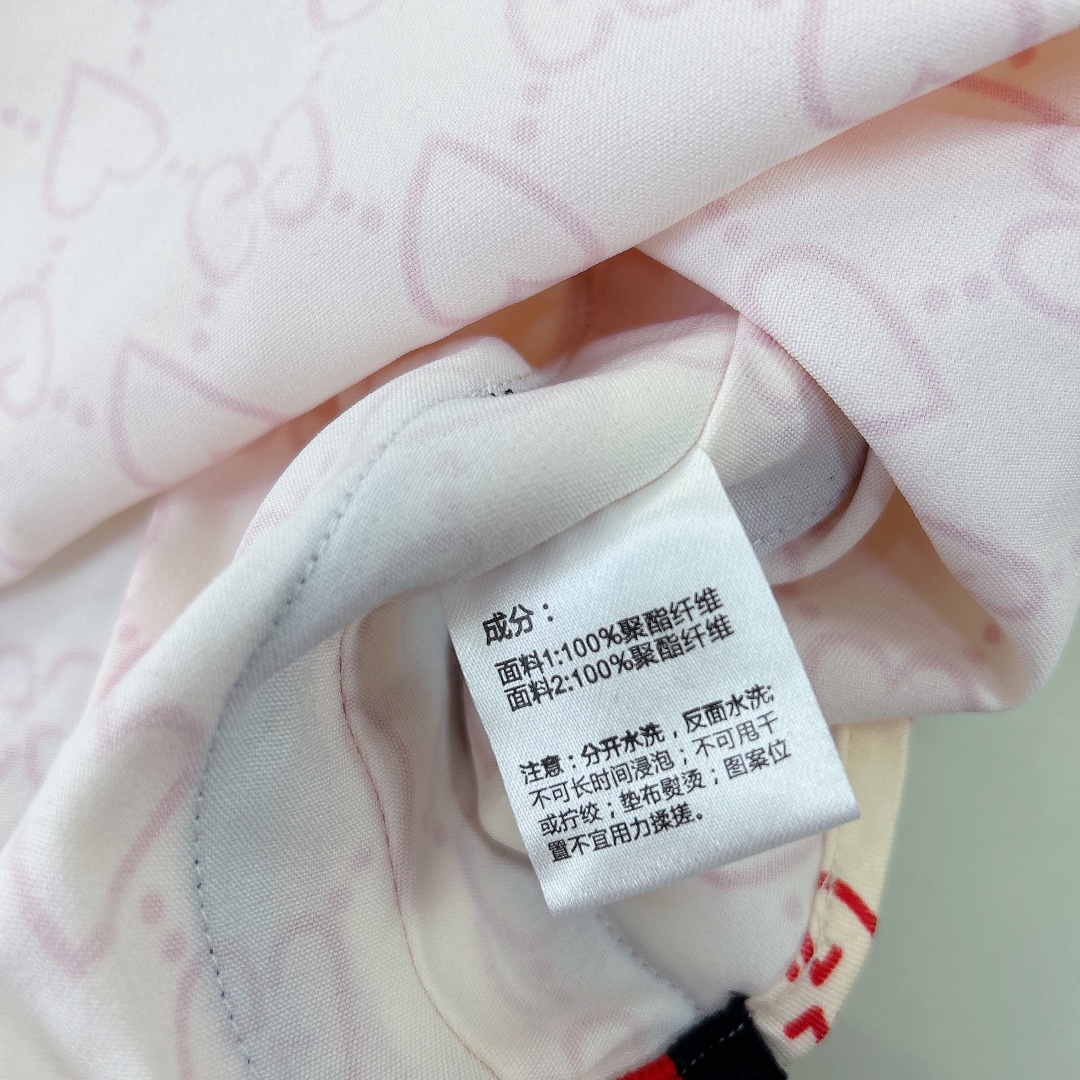 成分：
面料1:100%聚酯纤维
面料2:100%聚酯纤维
注意：分开水洗，反面水洗;
不可长时间浸泡；不可甩干
或拧绞；垫布熨烫；图案位
置不宜用力揉搓。